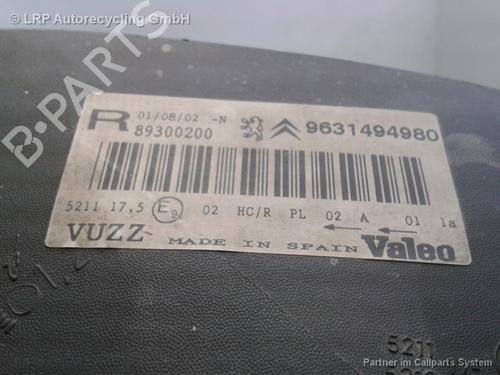 LRP Autorecycling GmbH
R 01/08/02 -N 9631494980
89300200
5211 17,5 E9 02 HC/R PL 02 A 01 1a
VUZZ MADE IN SPAIN Valeo
5211
Partner im Callparts System